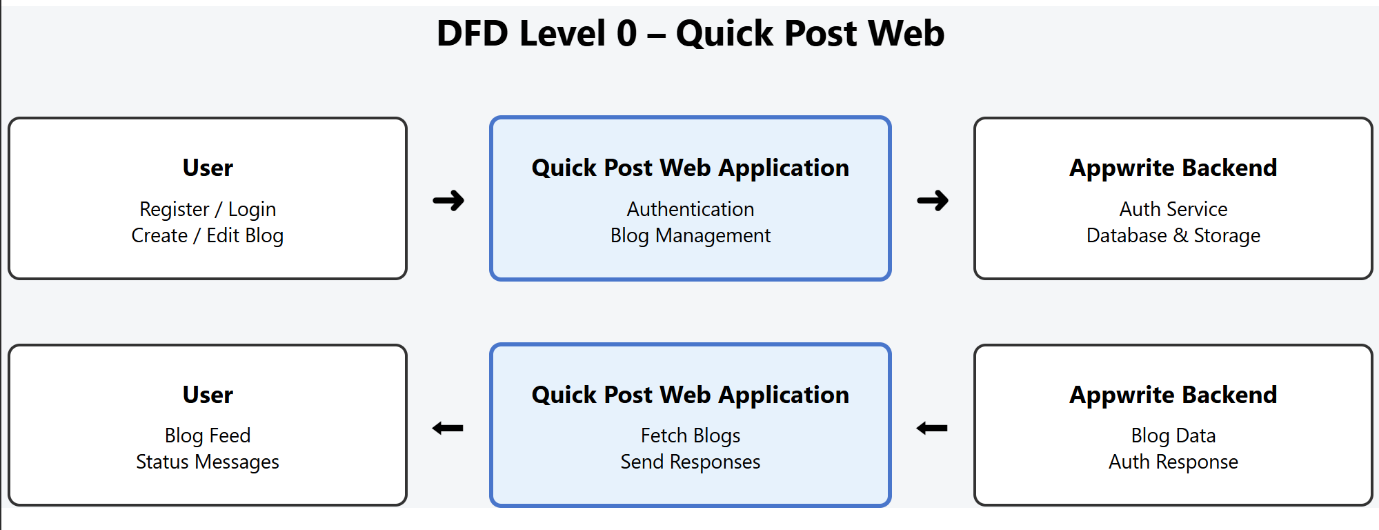 DFD Level 0 – Quick Post Web
User
Register / Login
Create / Edit Blog
Quick Post Web Application
Authentication
Blog Management
Appwrite Backend
Auth Service
Database & Storage
User
Blog Feed
Status Messages
Quick Post Web Application
Fetch Blogs
Send Responses
Appwrite Backend
Blog Data
Auth Response